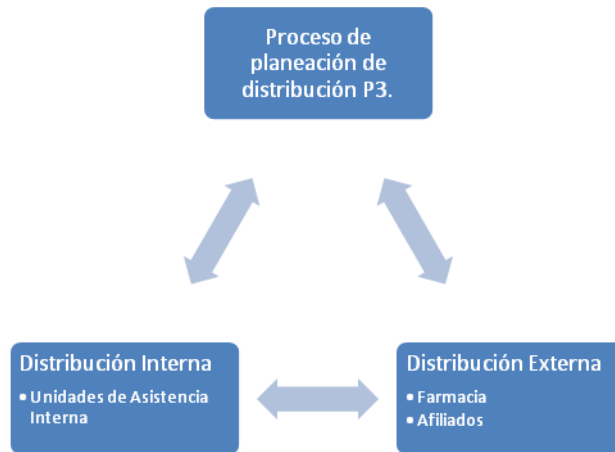 Proceso de
planeación de
distribución P3.
Distribución Interna
• Unidades de Asistencia
Interna
Distribución Externa
• Farmacia
• Afiliados